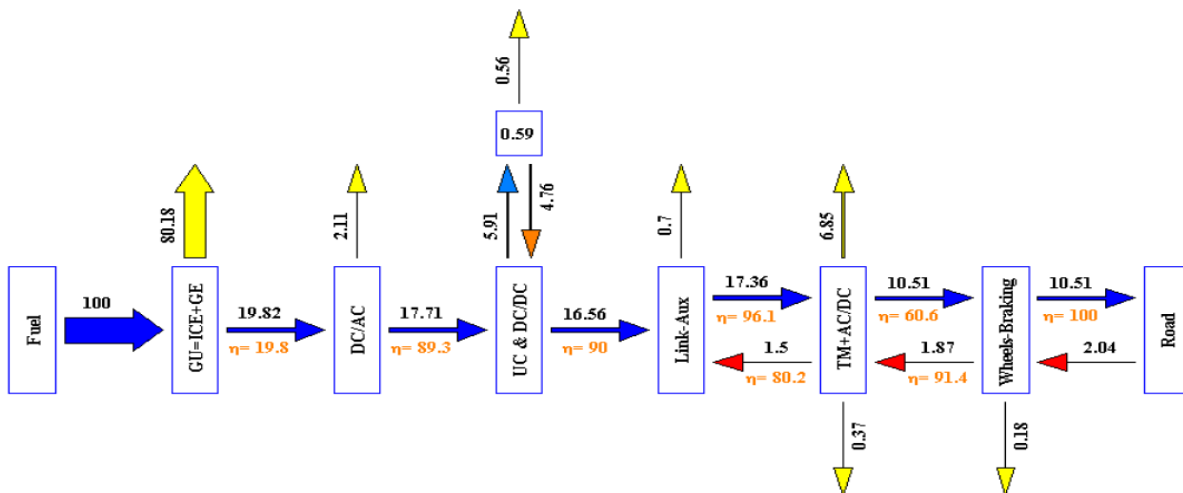 0.56
0.59
5.91
4.76
80.18
2.11
0.7
6.85
Fuel
100
GU=ICE+GE
19.82
η= 19.8
DC/AC
17.71
η= 89.3
UC & DC/DC
16.56
η= 90
Link-Aux
17.36
η= 96.1
1.5
η= 80.2
TM+AC/DC
10.51
η= 60.6
1.87
η= 91.4
Wheels-Braking
10.51
η= 100
2.04
Road
0.37
0.18